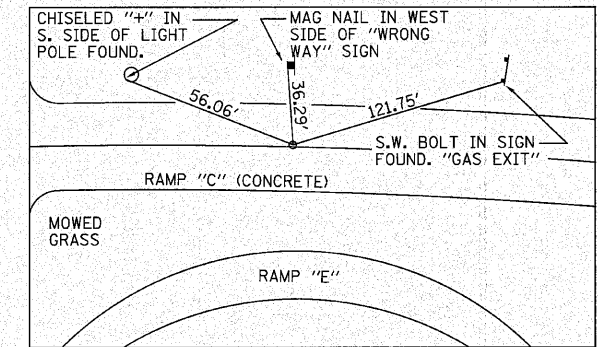 CHISELED "+" IN
S. SIDE OF LIGHT
POLE FOUND.
MAG NAIL IN WEST
SIDE OF "WRONG
WAY" SIGN
56.06'
36.29'
121.75'
S.W. BOLT IN SIGN
FOUND. "GAS EXIT"
RAMP "C" (CONCRETE)
MOWED
GRASS
RAMP "E"